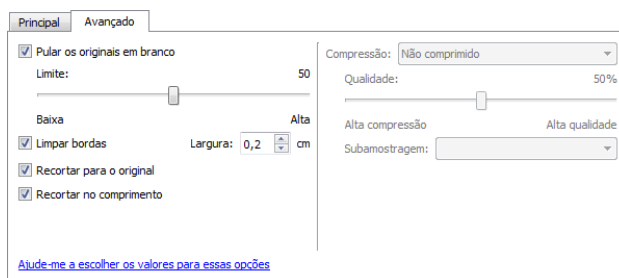 Principal Avançado
Pular os originais em branco
Limite: 50
Baixa Alta
Limpar bordas Largura: 0,2 cm
Recortar para o original
Recortar no comprimento
Ajude-me a escolher os valores para essas opções
Compressão: Não comprimido
Qualidade: 50%
Alta compressão Alta qualidade
Subamostragem: